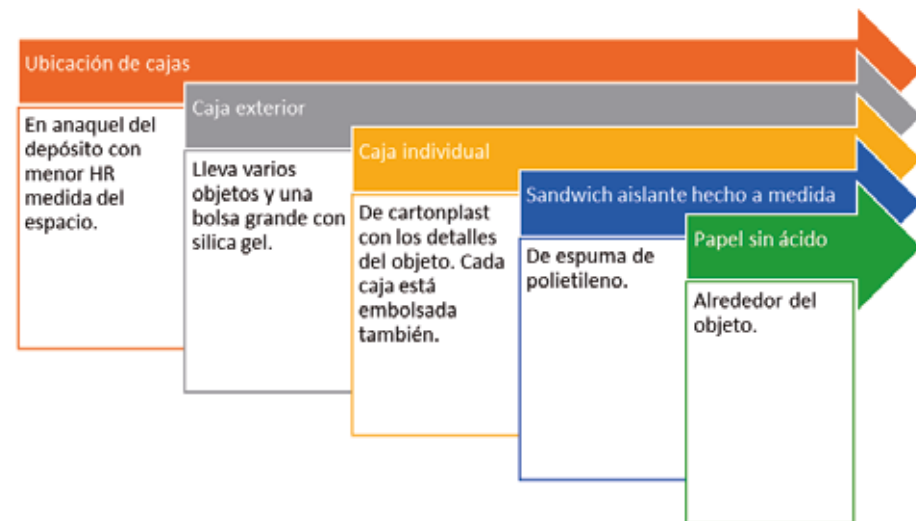 Ubicación de cajas
En anaquel del
depósito con
menor HR
medida del
espacio.
Caja exterior
Lleva varios
objetos y una
bolsa grande con
silica gel.
Caja individual
De cartonplast
con los detalles
del objeto. Cada
caja está
embolsada
también.
Sandwich aislante hecho a medida
De espuma de
polietileno.
Papel sin ácido
Alrededor del
objeto.